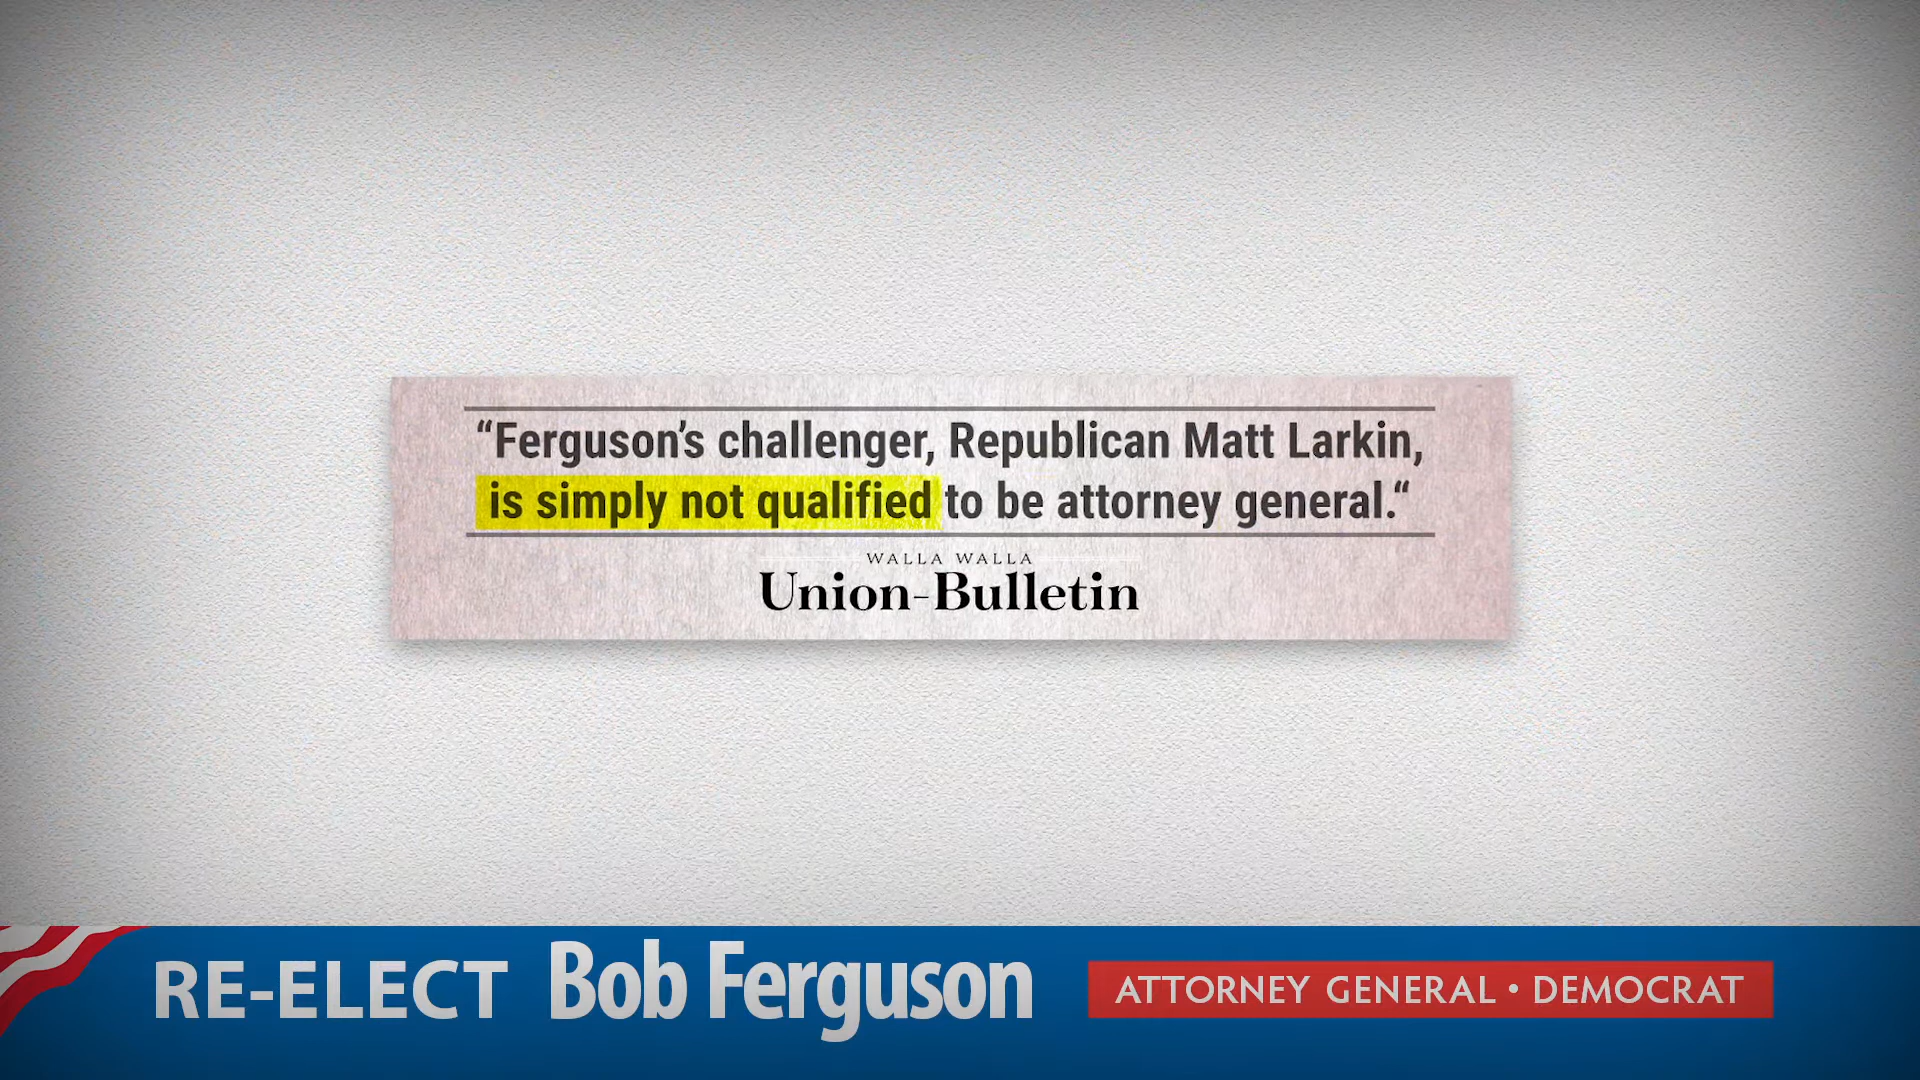 “Ferguson’s challenger, Republican Matt Larkin,
is simply not qualified to be attorney general.“
WALLA WALLA
Union-Bulletin
RE-ELECT Bob Ferguson ATTORNEY GENERAL • DEMOCRAT